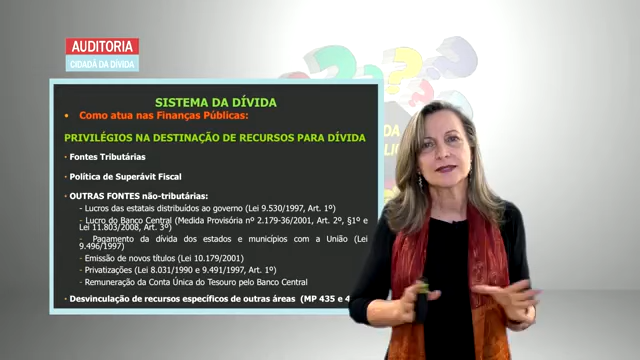 AUDITORIA
CIDADÃ DA DÍVIDA
SISTEMA DA DÍVIDA
• Como atua nas Finanças Públicas:
PRIVILÉGIOS NA DESTINAÇÃO DE RECURSOS PARA DÍVIDA
- Fontes Tributárias
- Política de Superávit Fiscal
- OUTRAS FONTES não-tributárias:
- Lucros das estatais distribuídos ao governo (Lei 9.530/1997, Art. 1º)
- Lucro do Banco Central (Medida Provisória nº 2.179-36/2001, Art. 2º, §1º e
Lei 11.803/2008, Art. 3º)
- Pagamento da dívida dos estados e municípios com a União (Lei
9.496/1997)
- Emissão de novos títulos (Lei 10.179/2001)
- Privatizações (Lei 8.031/1990 e 9.491/1997, Art. 1º)
- Remuneração da Conta Única do Tesouro pelo Banco Central
- Desvinculação de recursos específicos de outras áreas (MP 435 e 4